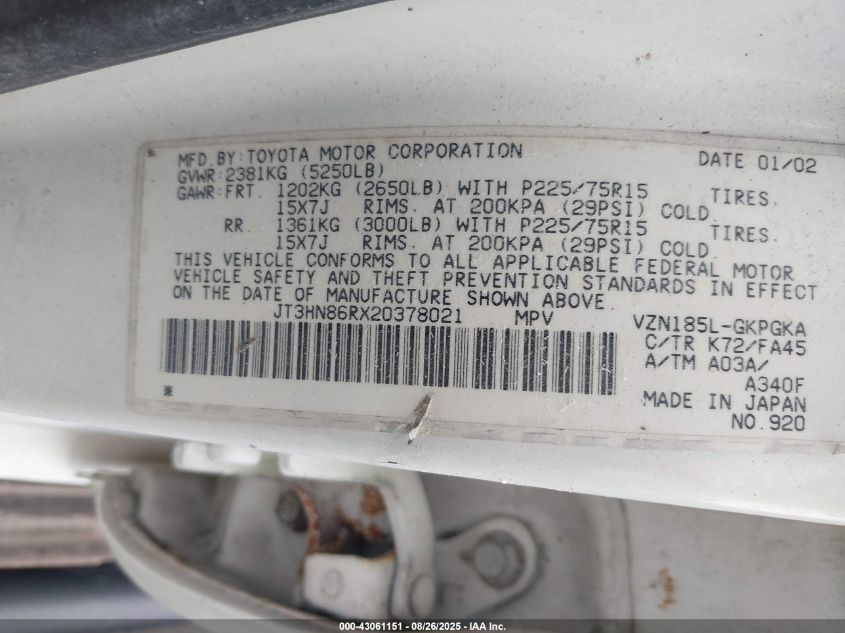 MFD. BY: TOYOTA MOTOR CORPORATION DATE 01/02
GVWR: 2381KG (5250LB)
GAWR: FRT. 1202KG (2650LB) WITH P225/75R15 TIRES.
15X7J RIMS. AT 200KPA (29PSI) COLD.
RR. 1361KG (3000LB) WITH P225/75R15 TIRES.
15X7J RIMS. AT 200KPA (29PSI) COLD.
THIS VEHICLE CONFORMS TO ALL APPLICABLE FEDERAL MOTOR
VEHICLE SAFETY AND THEFT PREVENTION STANDARDS IN EFFECT
ON THE DATE OF MANUFACTURE SHOWN ABOVE.
JT3HN86RX20378021 MPV VZN185L-GKPGKA
C/TR K72/FA45
A/TM A03A/
A340F
MADE IN JAPAN
NO. 920
000-43061151 - 08/26/2025 - IAA Inc.